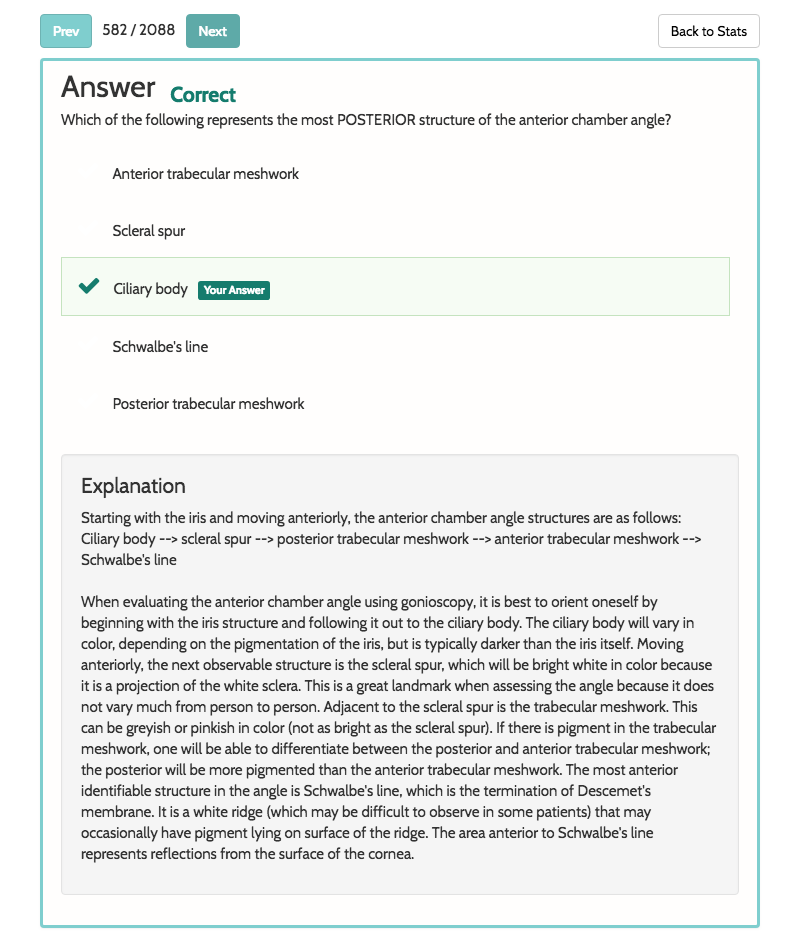 Prev 582 / 2088 Next Back to Stats
Answer Correct
Which of the following represents the most POSTERIOR structure of the anterior chamber angle?
Anterior trabecular meshwork
Scleral spur
Ciliary body Your Answer
Schwalbe's line
Posterior trabecular meshwork
Explanation
Starting with the iris and moving anteriorly, the anterior chamber angle structures are as follows:
Ciliary body --> scleral spur --> posterior trabecular meshwork --> anterior trabecular meshwork -->
Schwalbe's line
When evaluating the anterior chamber angle using gonioscopy, it is best to orient oneself by
beginning with the iris structure and following it out to the ciliary body. The ciliary body will vary in
color, depending on the pigmentation of the iris, but is typically darker than the iris itself. Moving
anteriorly, the next observable structure is the scleral spur, which will be bright white in color because
it is a projection of the white sclera. This is a great landmark when assessing the angle because it does
not vary much from person to person. Adjacent to the scleral spur is the trabecular meshwork. This
can be greyish or pinkish in color (not as bright as the scleral spur). If there is pigment in the trabecular
meshwork, one will be able to differentiate between the posterior and anterior trabecular meshwork;
the posterior will be more pigmented than the anterior trabecular meshwork. The most anterior
identifiable structure in the angle is Schwalbe's line, which is the termination of Descemet's
membrane. It is a white ridge (which may be difficult to observe in some patients) that may
occasionally have pigment lying on surface of the ridge. The area anterior to Schwalbe's line
represents reflections from the surface of the cornea.